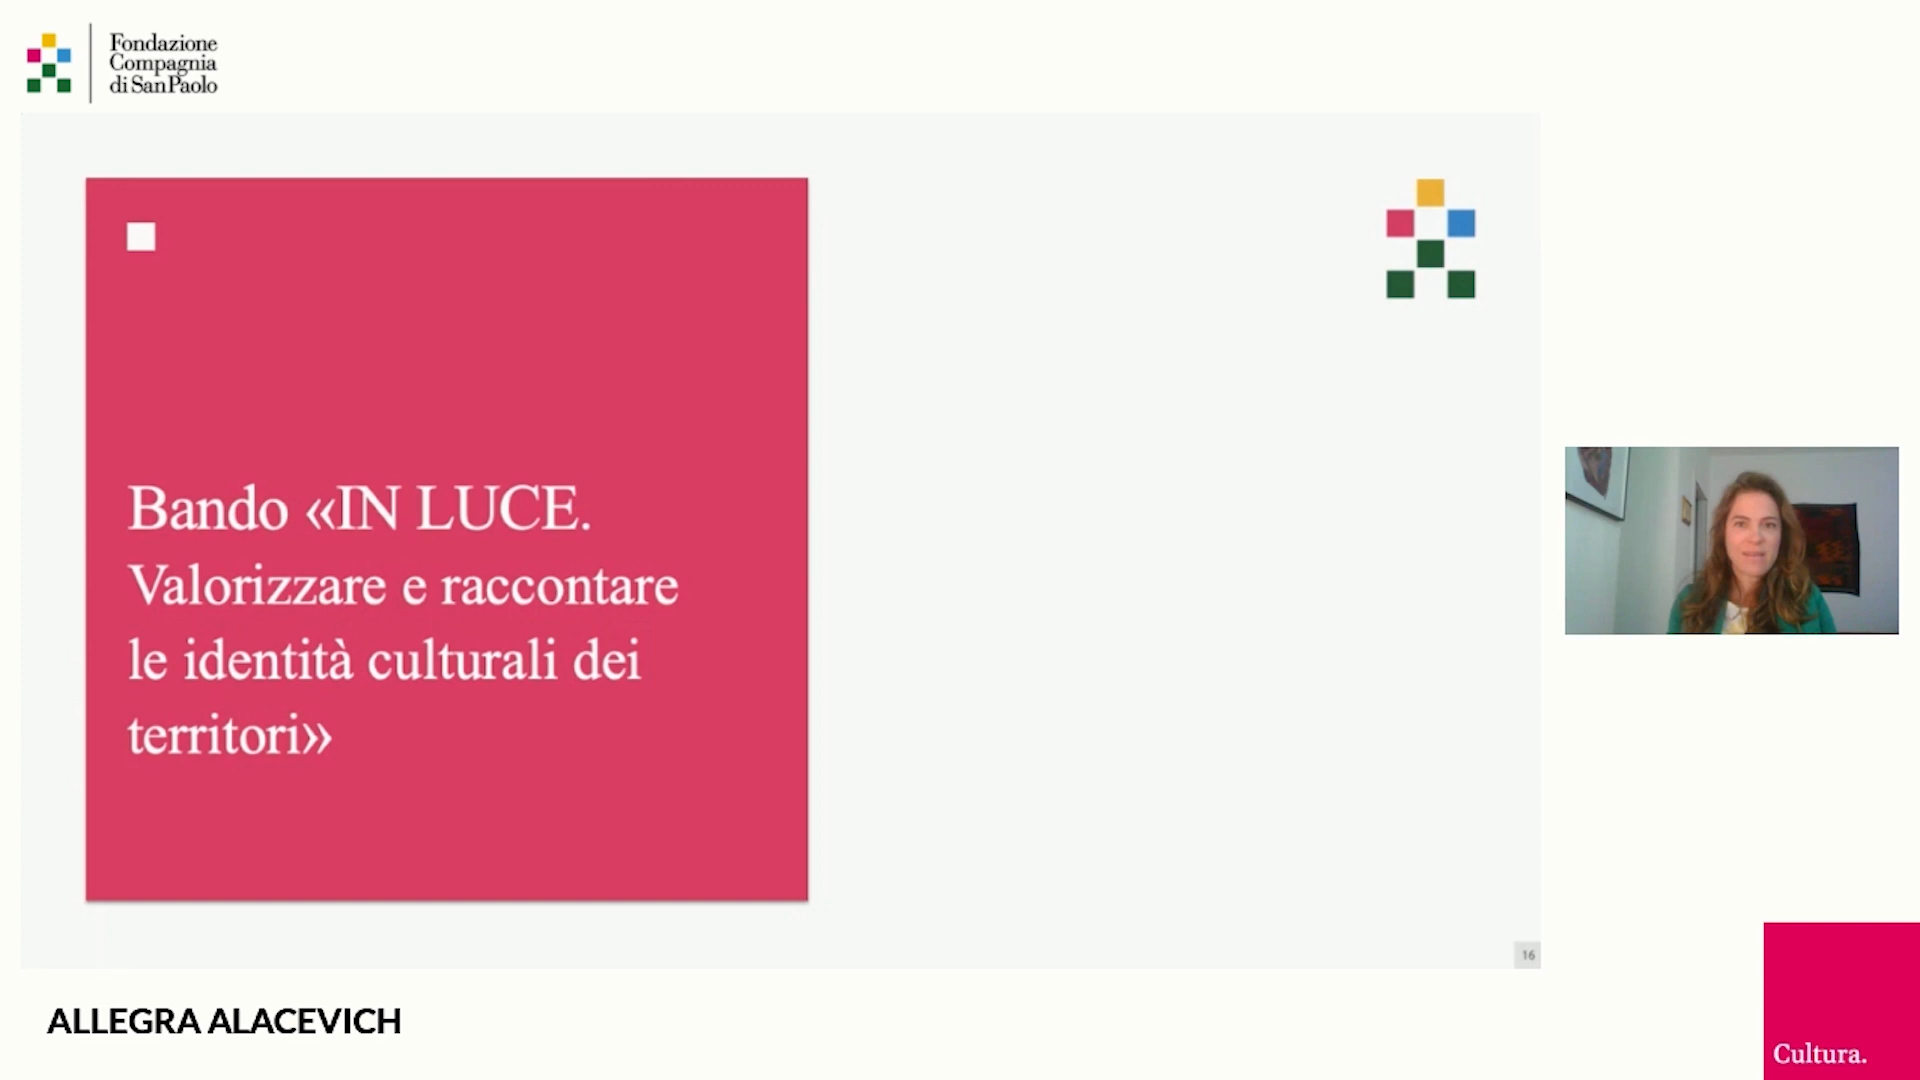 Fondazione
Compagnia
di San Paolo
Bando «IN LUCE.
Valorizzare e raccontare
le identità culturali dei
territori»
16
ALLEGRA ALACEVICH
Cultura.